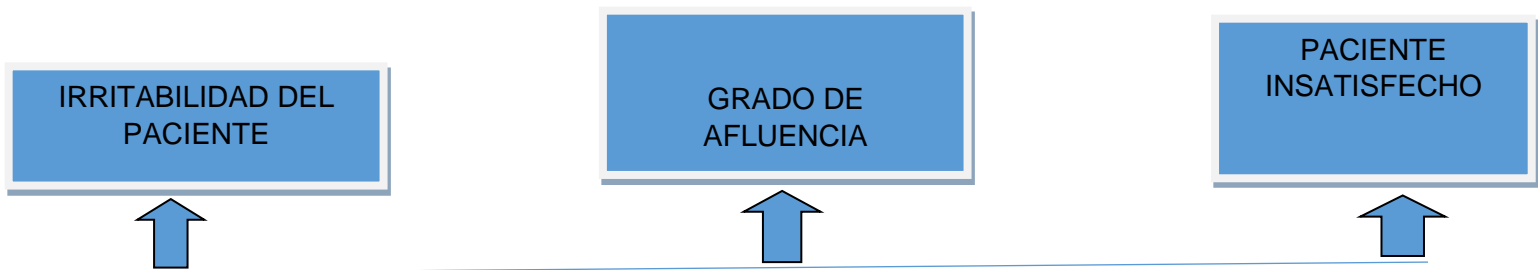 IRRITABILIDAD DEL
PACIENTE
GRADO DE
AFLUENCIA
PACIENTE
INSATISFECHO